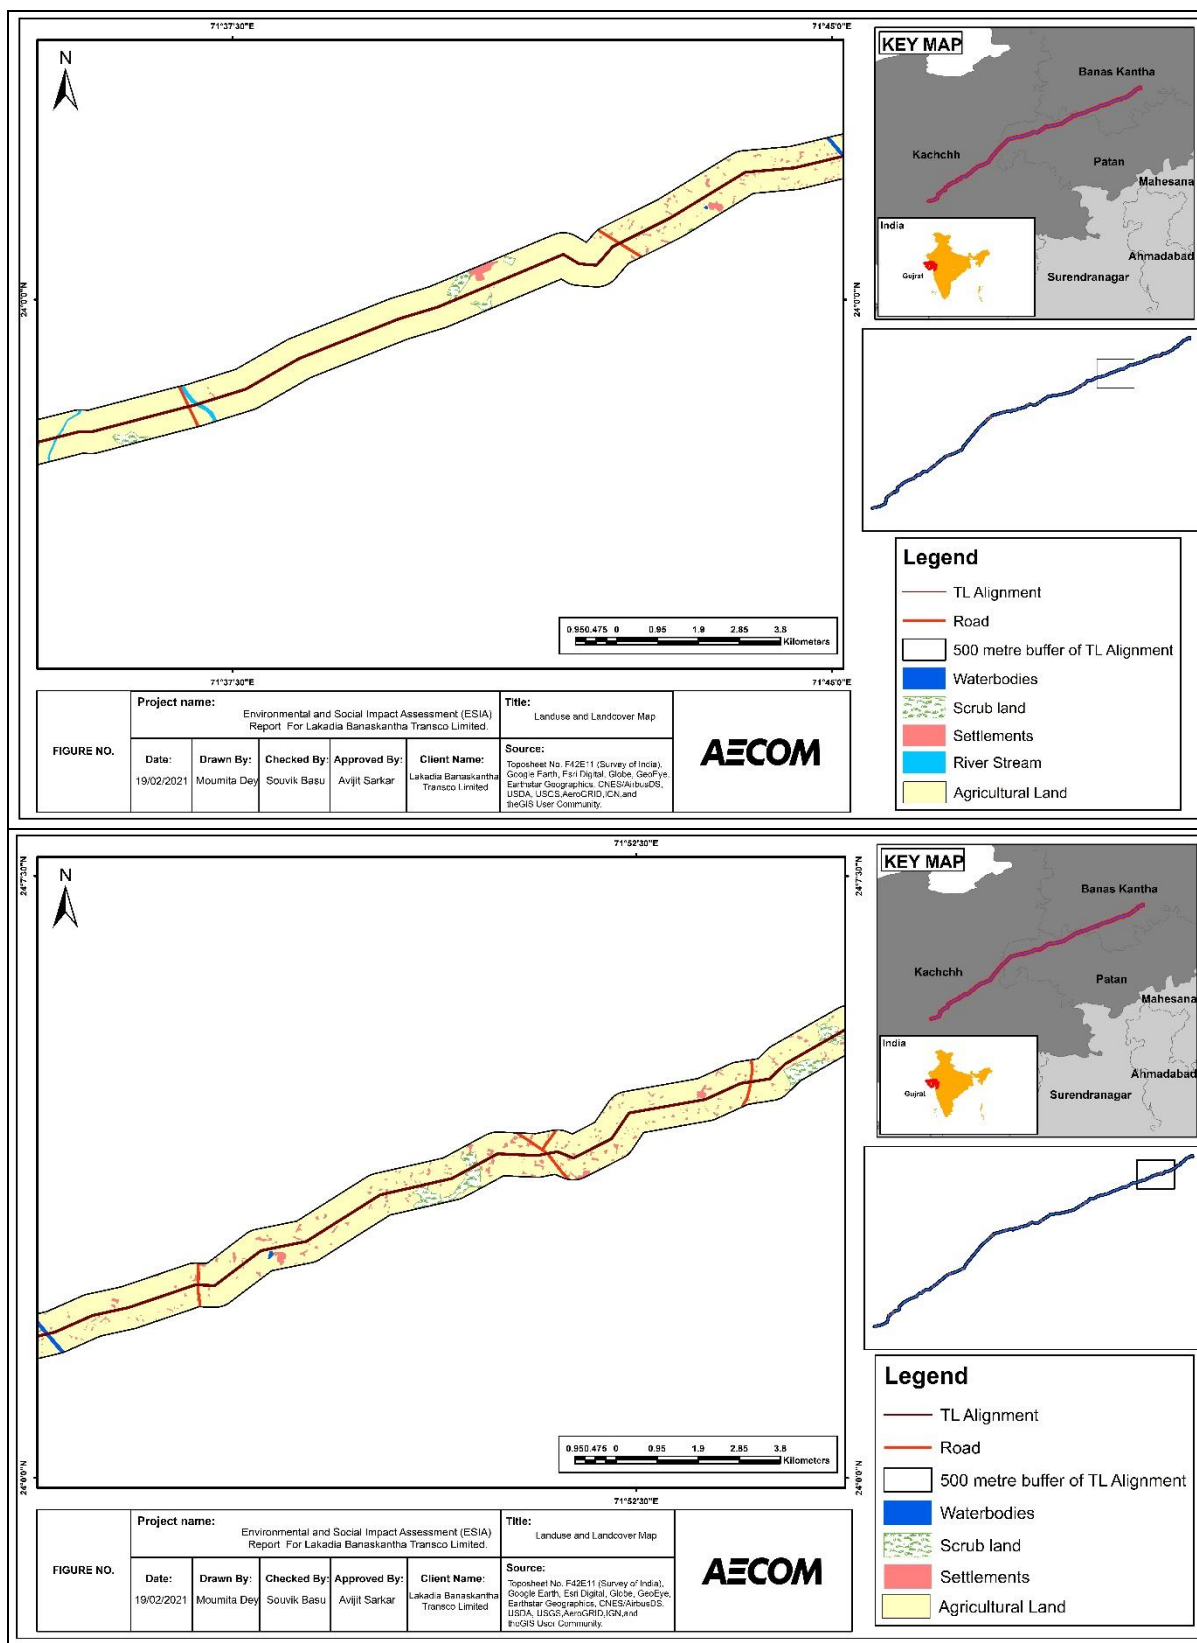 71°37'30"E
71°45'0"E
N
24°0'0"N
24°0'0"N
0.950.475 0 0.95 1.9 2.85 3.8
Kilometers
71°37'30"E
71°45'0"E
KEY MAP
Banas Kantha
Kachchh
Patan
Mahesana
India
Gujrat
Ahmadabad
Surendranagar
Legend
TL Alignment
Road
500 metre buffer of TL Alignment
Waterbodies
Scrub land
Settlements
River Stream
Agricultural Land
FIGURE NO.
Project name:
Environmental and Social Impact Assessment (ESIA)
Report For Lakadia Banaskantha Transco Limited.
Date:
19/02/2021
Drawn By:
Moumita Dey
Checked By:
Souvik Basu
Approved By:
Avijit Sarkar
Client Name:
Lakadia Banaskantha
Transco Limited
Title:
Landuse and Landcover Map
Source:
Toposheet No. F42E11 (Survey of India),
Google Earth, Esri Digital, Globe, GeoEye,
Earthstar Geographics, CNES/AirbusDS,
USDA, USGS,AeroGRID,IGN,and
theGIS User Community.
AECOM
71°52'30"E
24°7'30"N
24°7'30"N
N
24°0'0"N
24°0'0"N
0.950.475 0 0.95 1.9 2.85 3.8
Kilometers
71°52'30"E
KEY MAP
Banas Kantha
Kachchh
Patan
Mahesana
India
Gujrat
Ahmadabad
Surendranagar
Legend
TL Alignment
Road
500 metre buffer of TL Alignment
Waterbodies
Scrub land
Settlements
Agricultural Land
FIGURE NO.
Project name:
Environmental and Social Impact Assessment (ESIA)
Report For Lakadia Banaskantha Transco Limited.
Date:
19/02/2021
Drawn By:
Moumita Dey
Checked By:
Souvik Basu
Approved By:
Avijit Sarkar
Client Name:
Lakadia Banaskantha
Transco Limited
Title:
Landuse and Landcover Map
Source:
Toposheet No. F42E11 (Survey of India),
Google Earth, Esri Digital, Globe, GeoEye,
Earthstar Geographics, CNES/AirbusDS,
USDA, USGS,AeroGRID,IGN,and
theGIS User Community.
AECOM